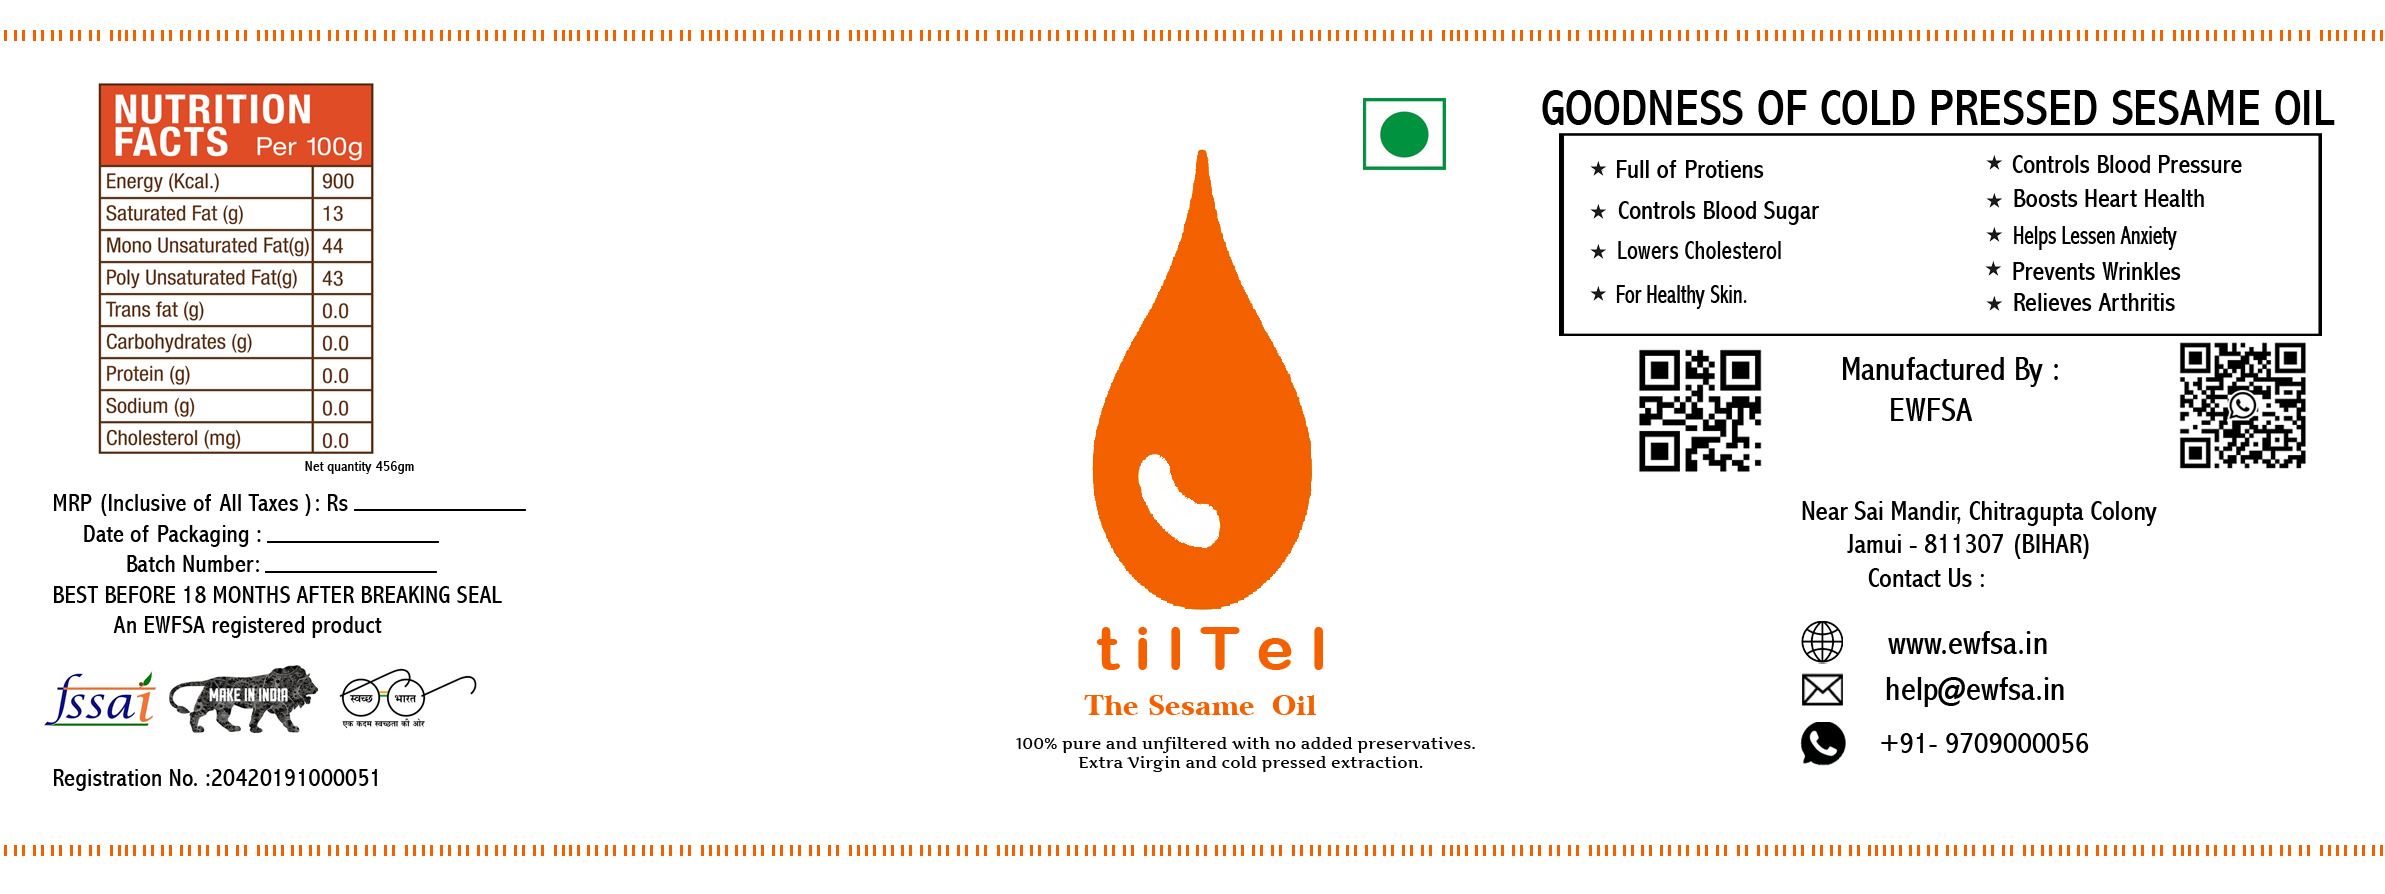 NUTRITION
FACTS Per 100g
Energy (Kcal.) 900
Saturated Fat (g) 13
Mono Unsaturated Fat(g) 44
Poly Unsaturated Fat(g) 43
Trans fat (g) 0.0
Carbohydrates (g) 0.0
Protein (g) 0.0
Sodium (g) 0.0
Cholesterol (mg) 0.0
Net quantity 456gm
MRP (Inclusive of All Taxes ) : Rs
Date of Packaging :
Batch Number:
BEST BEFORE 18 MONTHS AFTER BREAKING SEAL
An EWFSA registered product
fssai
MAKE IN INDIA
स्वच्छ भारत
एक कदम स्वच्छता की ओर
Registration No. :20420191000051
tilTel
The Sesame Oil
100% pure and unfiltered with no added preservatives.
Extra Virgin and cold pressed extraction.
GOODNESS OF COLD PRESSED SESAME OIL
★ Full of Protiens
★ Controls Blood Sugar
★ Lowers Cholesterol
★ For Healthy Skin.
★ Controls Blood Pressure
★ Boosts Heart Health
★ Helps Lessen Anxiety
★ Prevents Wrinkles
★ Relieves Arthritis
Manufactured By :
EWFSA
Near Sai Mandir, Chitragupta Colony
Jamui - 811307 (BIHAR)
Contact Us :
www.ewfsa.in
help@ewfsa.in
+91- 9709000056